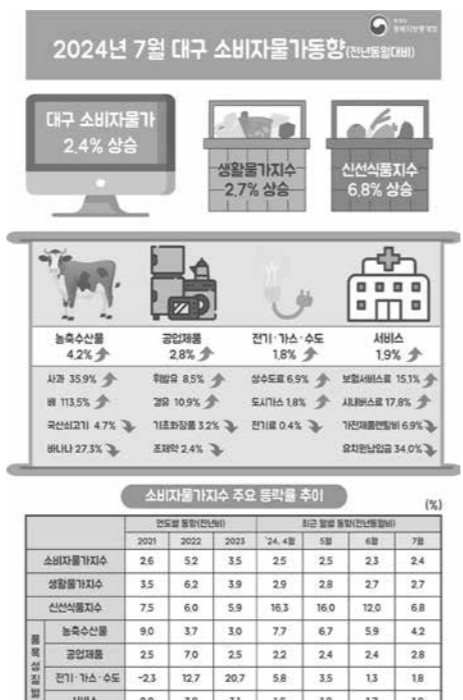 2024년 7월 대구 소비자물가동향(전년동월대비)
대구 소비자물가
2.4% 상승
생활물가지수
2.7% 상승
신선식품지수
6.8% 상승
농축수산물
4.2%
공업제품
2.8%
전기·가스·수도
1.8%
서비스
1.9%
사과 35.9%
휘발유 8.5%
상수도료 6.9%
보험서비스료 15.1%
배 113.5%
경유 10.9%
도시가스 1.8%
시내버스료 17.8%
국산쇠고기 4.7%
기초화장품 3.2%
전기료 0.4%
가전제품렌탈비 6.9%
바나나 27.3%
조제약 2.4%
유치원납입금 34.0%
소비자물가지수 주요 등락률 추이
(%)
연도별 동향(전년비) 최근 월별 동향(전년동월비)
2021 2022 2023 '24. 4월 5월 6월 7월
소비자물가지수 2.6 5.2 3.5 2.5 2.5 2.3 2.4
생활물가지수 3.5 6.2 3.9 2.9 2.8 2.7 2.7
신선식품지수 7.5 6.0 5.9 16.3 16.0 12.0 6.8
품목성질별
농축수산물 9.0 3.7 3.0 7.7 6.7 5.9 4.2
공업제품 2.5 7.0 2.5 2.2 2.4 2.4 2.8
전기·가스·수도 -2.3 12.7 20.7 5.8 3.5 1.3 1.8